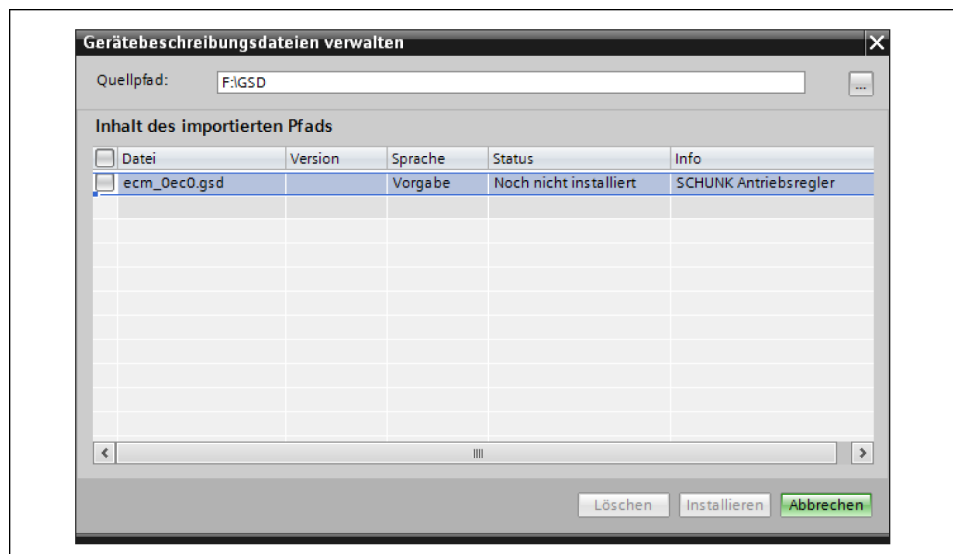 Gerätebeschreibungsdateien verwalten
Quellpfad: F:\GSD ...
Inhalt des importierten Pfads
Datei Version Sprache Status Info
ecm_0ec0.gsd Vorgabe Noch nicht installiert SCHUNK Antriebsregler
Löschen Installieren Abbrechen